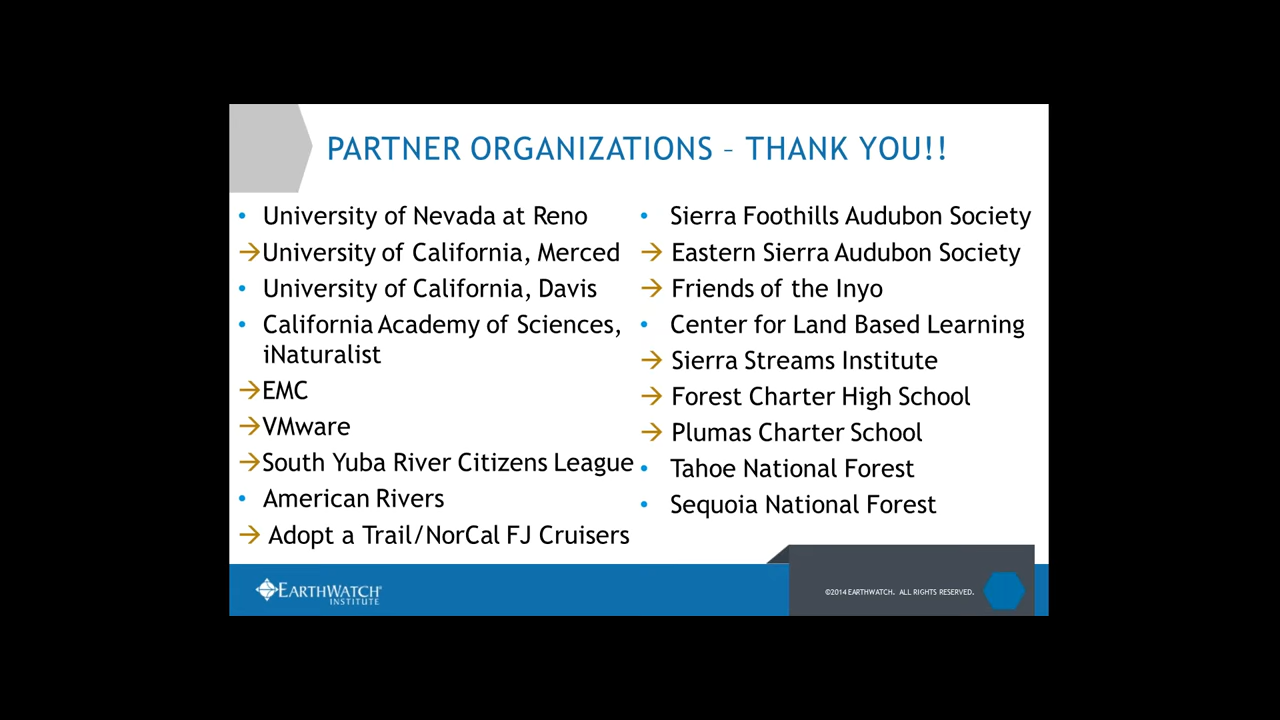 PARTNER ORGANIZATIONS – THANK YOU!!
• University of Nevada at Reno
→University of California, Merced
• University of California, Davis
• California Academy of Sciences,
iNaturalist
→EMC
→VMware
→South Yuba River Citizens League
• American Rivers
→ Adopt a Trail/NorCal FJ Cruisers
• Sierra Foothills Audubon Society
→ Eastern Sierra Audubon Society
→ Friends of the Inyo
• Center for Land Based Learning
→ Sierra Streams Institute
→ Forest Charter High School
→ Plumas Charter School
• Tahoe National Forest
• Sequoia National Forest
EARTHWATCH®
INSTITUTE
©2014 EARTHWATCH. ALL RIGHTS RESERVED.